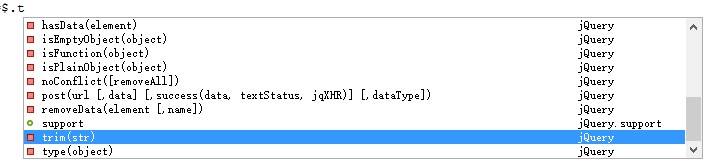 $.t
hasData(element) jQuery
isEmptyObject(object) jQuery
isFunction(object) jQuery
isPlainObject(object) jQuery
noConflict([removeAll]) jQuery
post(url [,data] [,success(data, textStatus, jqXHR)] [,dataType]) jQuery
removeData(element [,name]) jQuery
support jQuery.support
trim(str) jQuery
type(object) jQuery